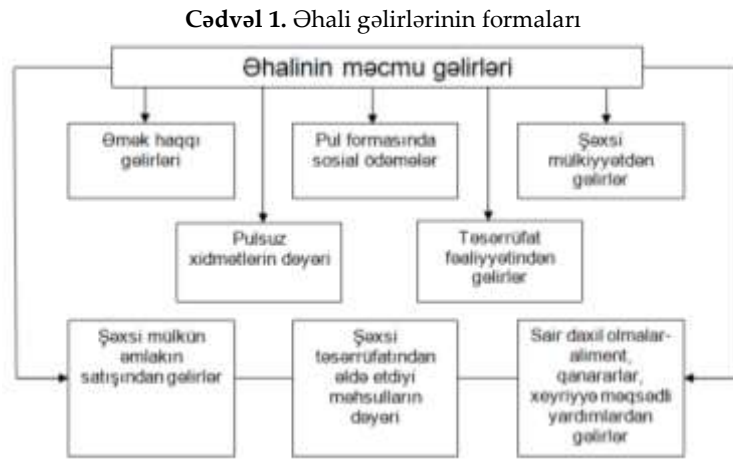 Cədvəl 1. Əhali gəlirlərinin formaları
Əhalinin məcmu gəlirləri
Əmək haqqı
gəlirləri
Pul formasında
sosial ödəmələr
Şəxsi
mülkiyyətdən
gəlirlər
Pulsuz
xidmətlərin dəyəri
Təsərrüfat
fəaliyyətindən
gəlirlər
Şəxsi mülkün
əmlakın
satışından gəlirlər
Şəxsi
təsərrüfatından
əldə etdiyi
məhsulların
dəyəri
Sair daxil olmalar-
aliment,
qanararlar,
xeyriyyə məqsədli
yardımlardan
gəlirlər